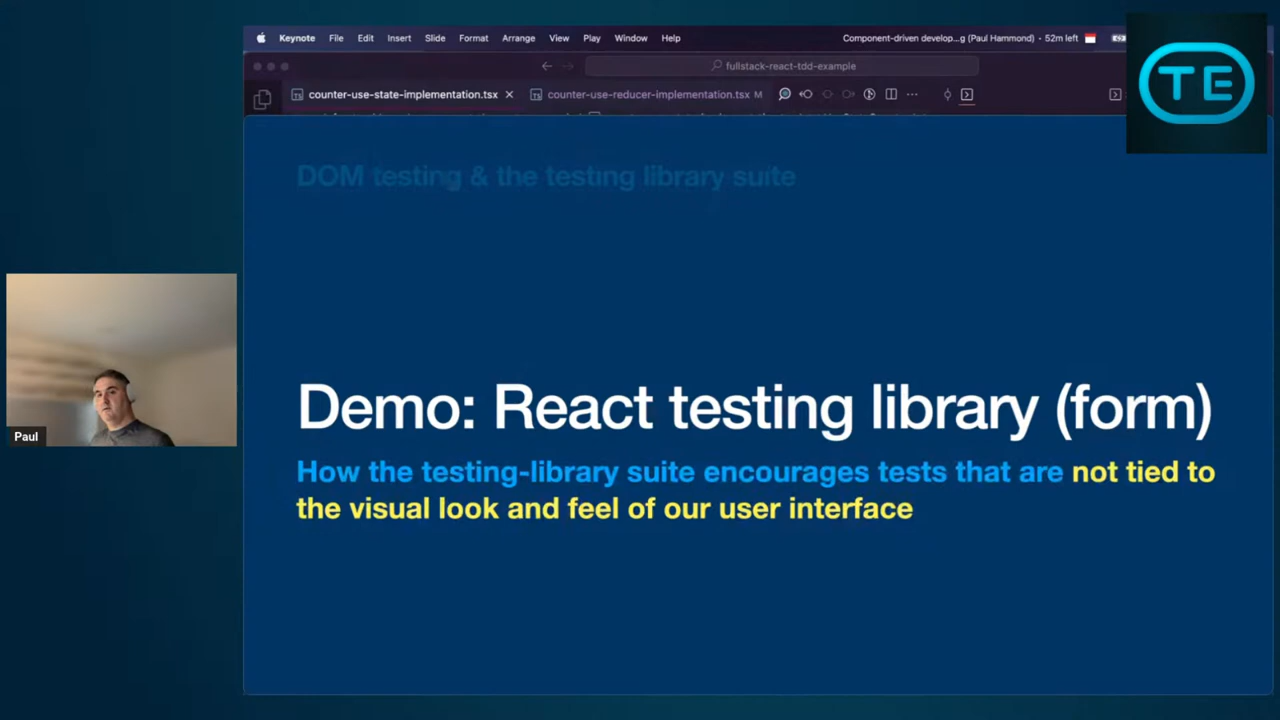 Keynote File Edit Insert Slide Format Arrange View Play Window Help Component-driven develop...g (Paul Hammond) • 52m left
fullstack-react-tdd-example
counter-use-state-implementation.tsx counter-use-reducer-implementation.tsx M
TE
DOM testing & the testing library suite
Demo: React testing library (form)
How the testing-library suite encourages tests that are not tied to
the visual look and feel of our user interface
Paul